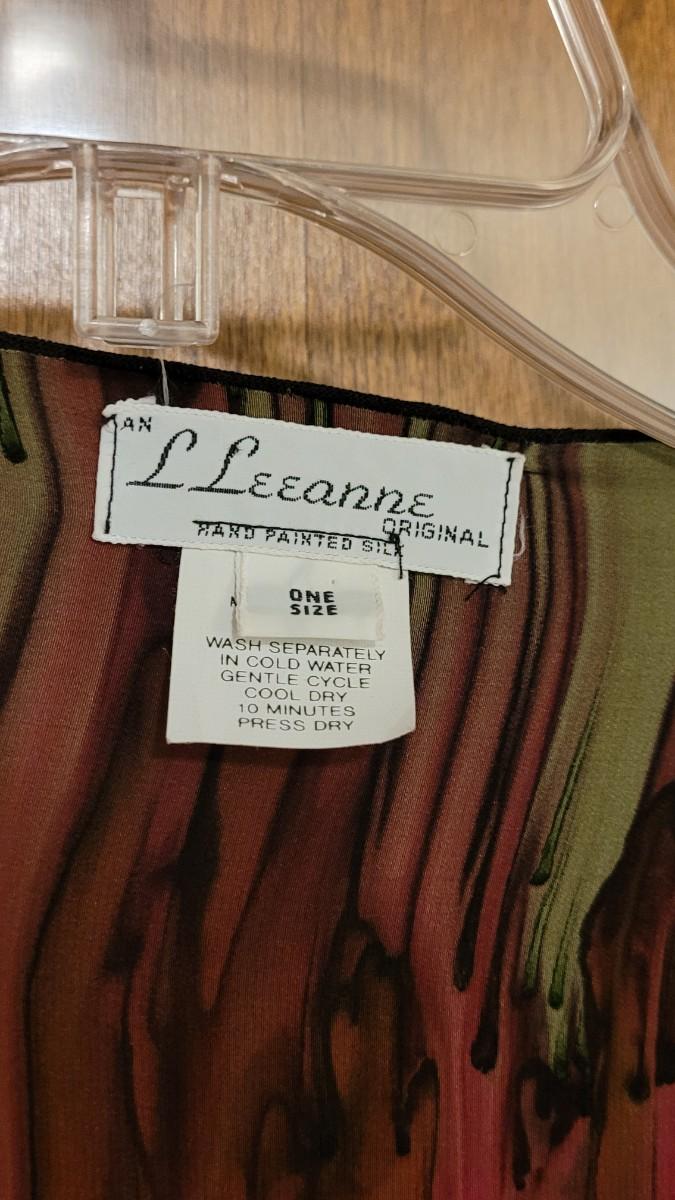 AN
L Leeanne
ORIGINAL
HAND PAINTED SILK
ONE
SIZE
WASH SEPARATELY
IN COLD WATER
GENTLE CYCLE
COOL DRY
10 MINUTES
PRESS DRY